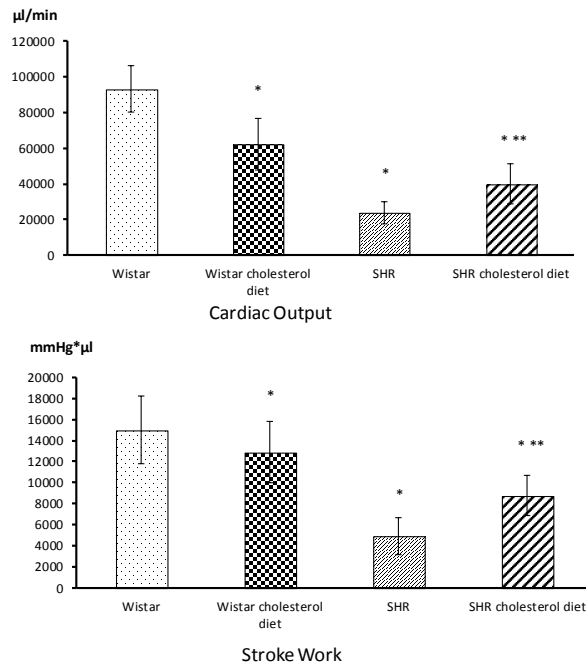 µl/min
120000
100000
80000
60000
40000
20000
0
*
*
* **
Wistar
Wistar cholesterol
diet
SHR
SHR cholesterol diet
Cardiac Output
mmHg*µl
20000
18000
16000
14000
12000
10000
8000
6000
4000
2000
0
*
*
* **
Wistar
Wistar cholesterol
diet
SHR
SHR cholesterol diet
Stroke Work